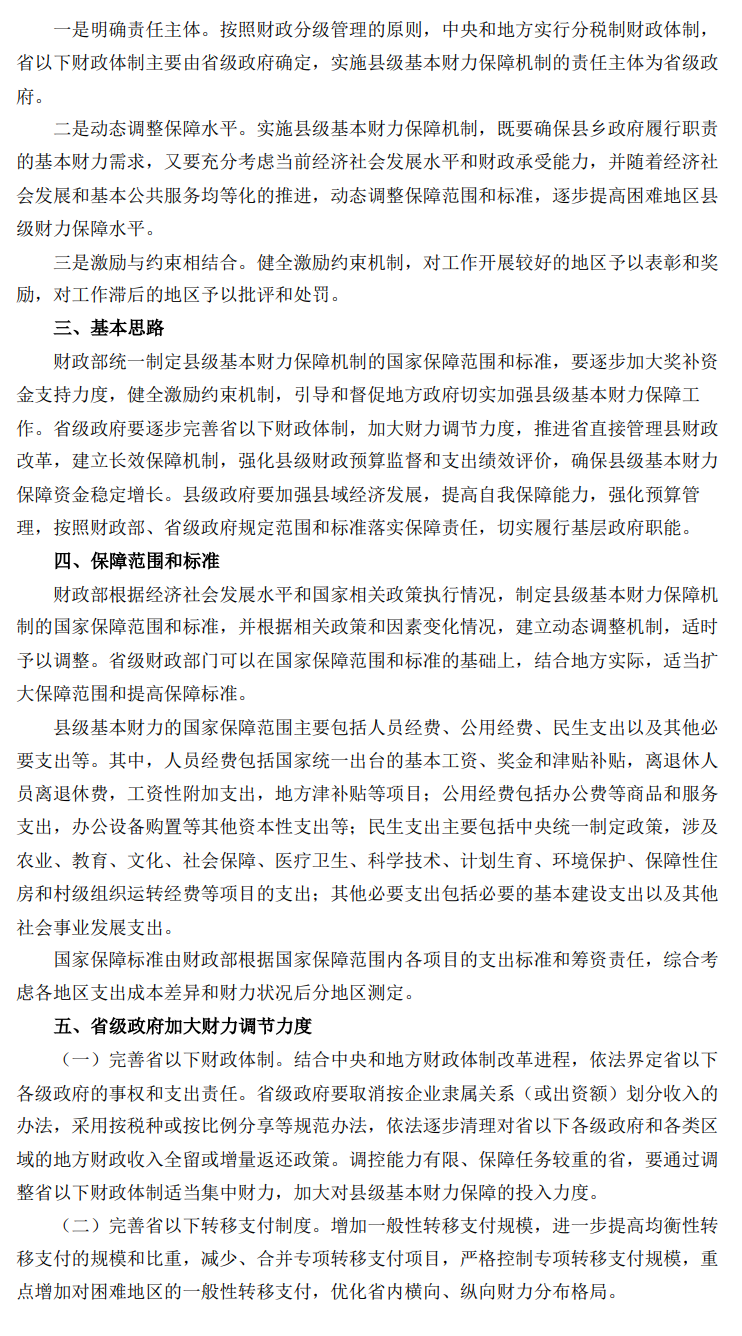 一是明确责任主体。按照财政分级管理的原则，中央和地方实行分税制财政体制，
省以下财政体制主要由省级政府确定，实施县级基本财力保障机制的责任主体为省级政
府。
二是动态调整保障水平。实施县级基本财力保障机制，既要确保县乡政府履行职责
的基本财力需求，又要充分考虑当前经济社会发展水平和财政承受能力，并随着经济社
会发展和基本公共服务均等化的推进，动态调整保障范围和标准，逐步提高困难地区县
级财力保障水平。
三是激励与约束相结合。健全激励约束机制，对工作开展较好的地区予以表彰和奖
励，对工作滞后的地区予以批评和处罚。
三、基本思路
财政部统一制定县级基本财力保障机制的国家保障范围和标准，要逐步加大奖补资
金支持力度，健全激励约束机制，引导和督促地方政府切实加强县级基本财力保障工
作。省级政府要逐步完善省以下财政体制，加大财力调节力度，推进省直接管理县财政
改革，建立长效保障机制，强化县级财政预算监督和支出绩效评价，确保县级基本财力
保障资金稳定增长。县级政府要加强县域经济发展，提高自我保障能力，强化预算管
理，按照财政部、省级政府规定范围和标准落实保障责任，切实履行基层政府职能。
四、保障范围和标准
财政部根据经济社会发展水平和国家相关政策执行情况，制定县级基本财力保障机
制的国家保障范围和标准，并根据相关政策和因素变化情况，建立动态调整机制，适时
予以调整。省级财政部门可以在国家保障范围和标准的基础上，结合地方实际，适当扩
大保障范围和提高保障标准。
县级基本财力的国家保障范围主要包括人员经费、公用经费、民生支出以及其他必
要支出等。其中，人员经费包括国家统一出台的基本工资、奖金和津贴补贴，离退休人
员离退休费，工资性附加支出，地方津补贴等项目；公用经费包括办公费等商品和服务
支出，办公设备购置等其他资本性支出等；民生支出主要包括中央统一制定政策，涉及
农业、教育、文化、社会保障、医疗卫生、科学技术、计划生育、环境保护、保障性住
房和村级组织运转经费等项目的支出；其他必要支出包括必要的基本建设支出以及其他
社会事业发展支出。
国家保障标准由财政部根据国家保障范围内各项目的支出标准和筹资责任，综合考
虑各地区支出成本差异和财力状况后分地区测定。
五、省级政府加大财力调节力度
（一）完善省以下财政体制。结合中央和地方财政体制改革进程，依法界定省以下
各级政府的事权和支出责任。省级政府要取消按企业隶属关系（或出资额）划分收入的
办法，采用按税种或按比例分享等规范办法，依法逐步清理对省以下各级政府和各类区
域的地方财政收入全留或增量返还政策。调控能力有限、保障任务较重的省，要通过调
整省以下财政体制适当集中财力，加大对县级基本财力保障的投入力度。
（二）完善省以下转移支付制度。增加一般性转移支付规模，进一步提高均衡性转
移支付的规模和比重，减少、合并专项转移支付项目，严格控制专项转移支付规模，重
点增加对困难地区的一般性转移支付，优化省内横向、纵向财力分布格局。